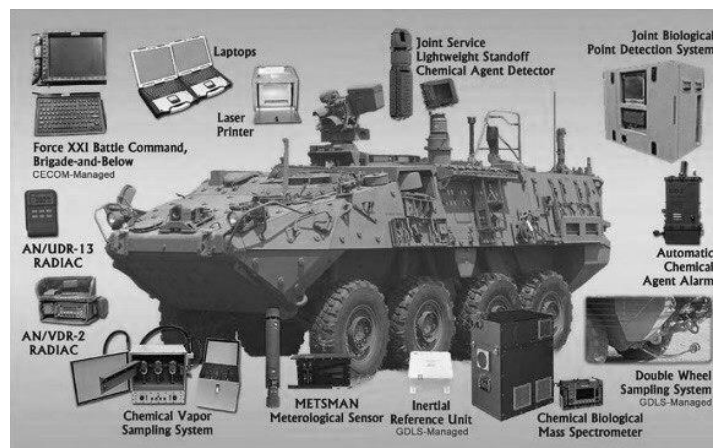 Laptops
Joint Service
Lightweight Standoff
Chemical Agent Detector
Joint Biological
Point Detection System
Laser
Printer
Force XXI Battle Command,
Brigade-and-Below
CECOM-Managed
AN/UDR-13
RADIAC
Automatic
Chemical
Agent Alarm
AN/VDR-2
RADIAC
Double Wheel
Sampling System
GDLS-Managed
Chemical Vapor
Sampling System
METSMAN
Meterological Sensor
Inertial
Reference Unit
GDLS-Managed
Chemical Biological
Mass Spectrometer